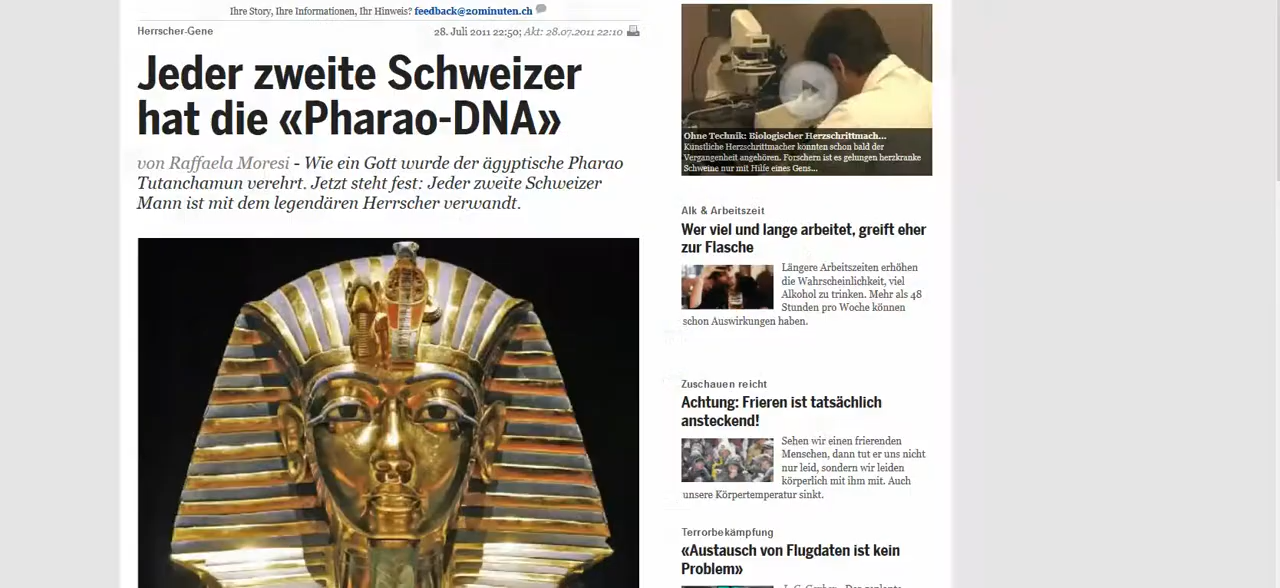 Ihre Story, Ihre Informationen, Ihr Hinweis? feedback@20minuten.ch
Herrscher-Gene
28. Juli 2011 22:50; Akt: 28.07.2011 22:10
Jeder zweite Schweizer
hat die «Pharao-DNA»
von Raffaela Moresi - Wie ein Gott wurde der ägyptische Pharao
Tutanchamun verehrt. Jetzt steht fest: Jeder zweite Schweizer
Mann ist mit dem legendären Herrscher verwandt.
Ohne Technik: Biologischer Herzschrittmach...
Künstliche Herzschrittmacher könnten schon bald der
Vergangenheit angehören. Forschern ist es gelungen herzkranke
Schweine nur mit Hilfe eines Gens...
Alk & Arbeitszeit
Wer viel und lange arbeitet, greift eher
zur Flasche
Längere Arbeitszeiten erhöhen
die Wahrscheinlichkeit, viel
Alkohol zu trinken. Mehr als 48
Stunden pro Woche können
schon Auswirkungen haben.
Zuschauen reicht
Achtung: Frieren ist tatsächlich
ansteckend!
Sehen wir einen frierenden
Menschen, dann tut er uns nicht
nur leid, sondern wir leiden
körperlich mit ihm mit. Auch
unsere Körpertemperatur sinkt.
Terrorbekämpfung
«Austausch von Flugdaten ist kein
Problem»